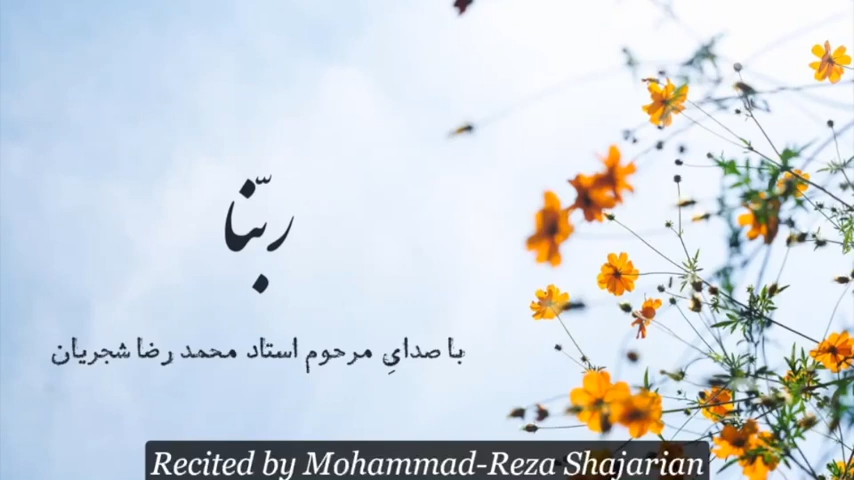 ربّنا
با صدایِ مرحوم استاد محمد رضا شجریان
Recited by Mohammad-Reza Shajarian